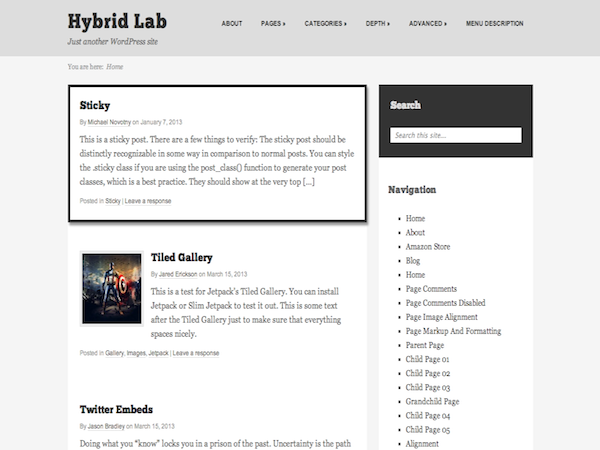 Hybrid Lab
Just another WordPress site
ABOUT PAGES CATEGORIES DEPTH ADVANCED MENU DESCRIPTION
You are here: Home
Sticky
By Michael Novotny on January 7, 2013
This is a sticky post. There are a few things to verify: The sticky post should be
distinctly recognizable in some way in comparison to normal posts. You can style
the .sticky class if you are using the post_class() function to generate your post
classes, which is a best practice. They should show at the very top [...]
Posted in Sticky | Leave a response
Tiled Gallery
By Jared Erickson on March 15, 2013
This is a test for Jetpack's Tiled Gallery. You can install
Jetpack or Slim Jetpack to test it out. This is some text
after the Tiled Gallery just to make sure that everything
spaces nicely.
Posted in Gallery, Images, Jetpack | Leave a response
Twitter Embeds
By Jason Bradley on March 15, 2013
Doing what you “know” locks you in a prison of the past. Uncertainty is the path
Search
Search this site...
Navigation
Home
About
Amazon Store
Blog
Home
Page Comments
Page Comments Disabled
Page Image Alignment
Page Markup And Formatting
Parent Page
Child Page 01
Child Page 02
Child Page 03
Grandchild Page
Child Page 04
Child Page 05
Alignment